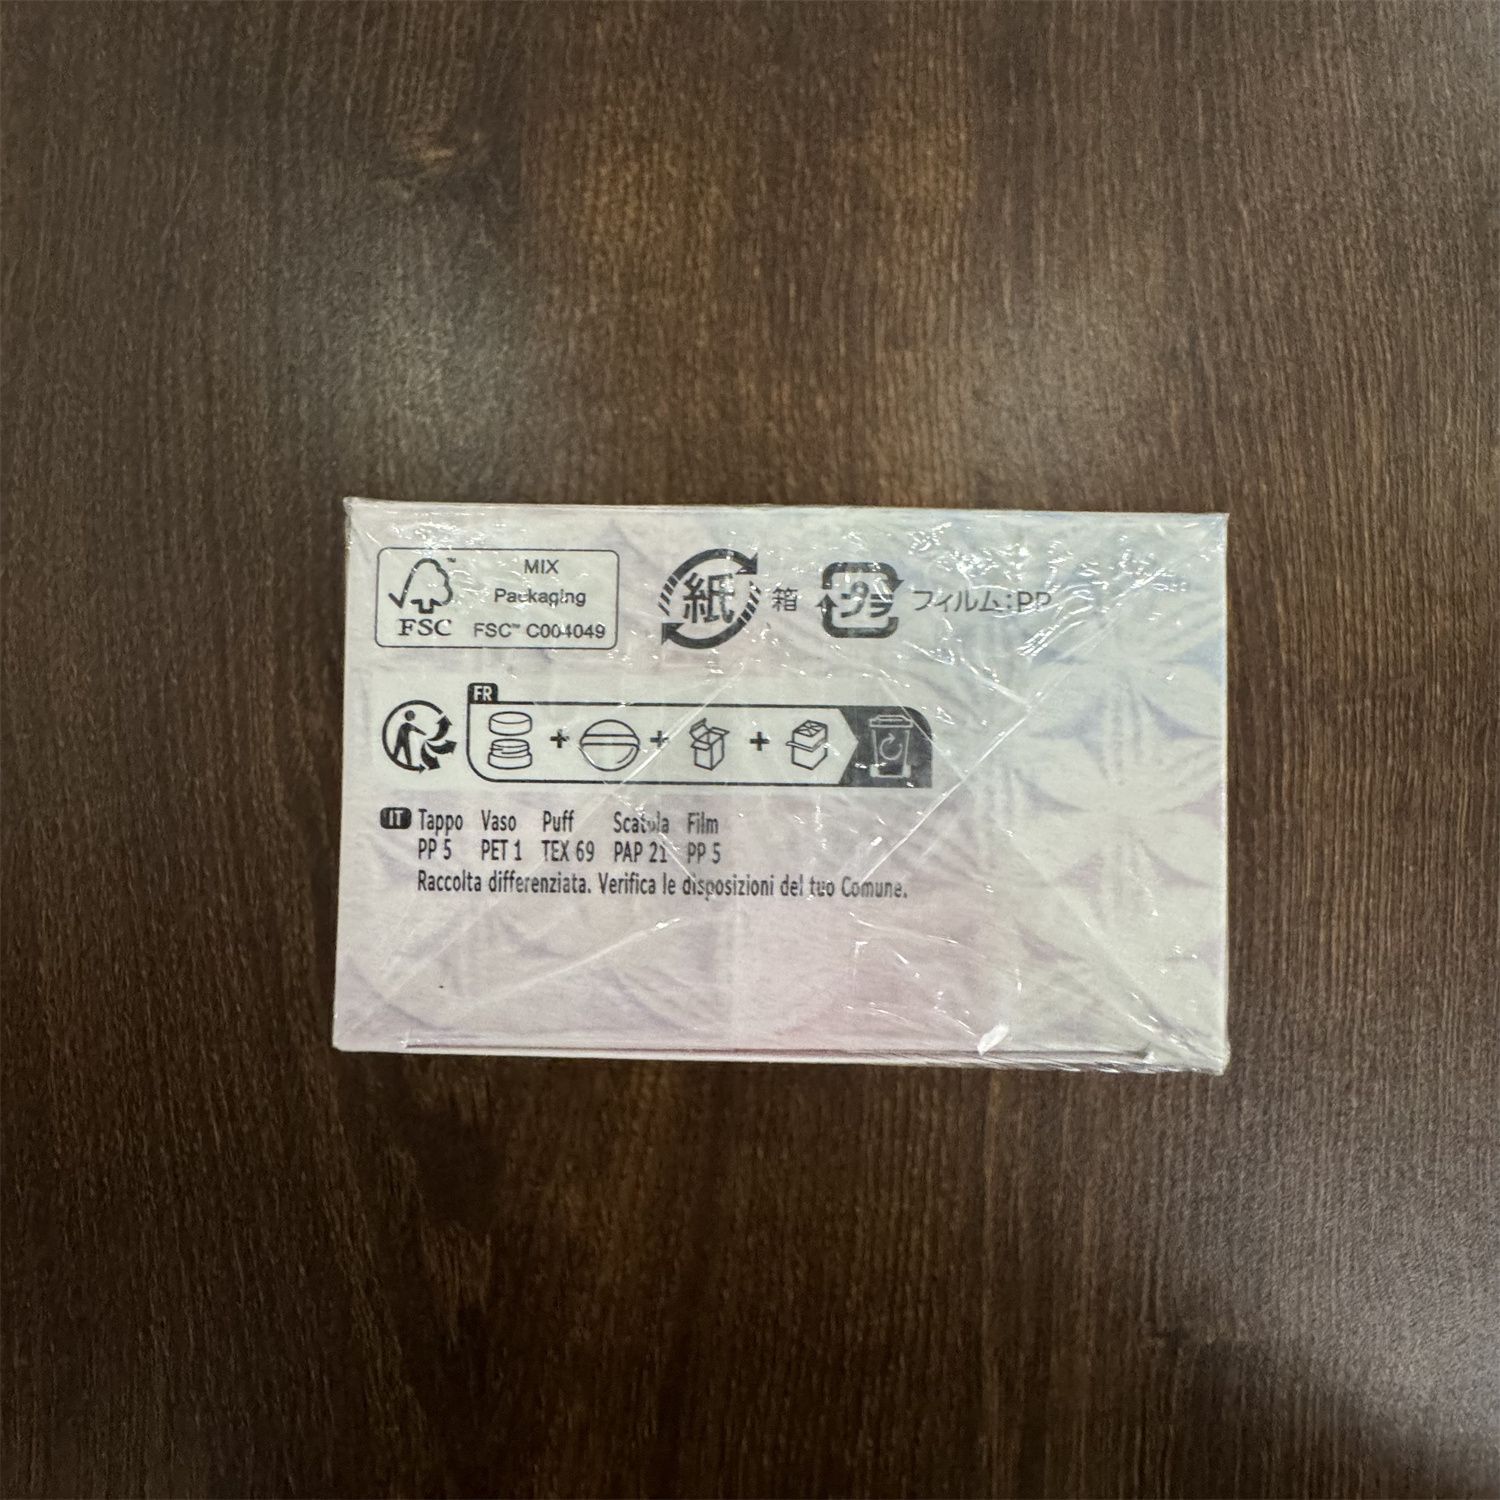 MIX
Packaging
FSC™ C004049
FSC
紙 箱 プラ フィルム:PP
FR
IT Tappo Vaso Puff Scatola Film
PP 5 PET 1 TEX 69 PAP 21 PP 5
Raccolta differenziata. Verifica le disposizioni del tuo Comune.